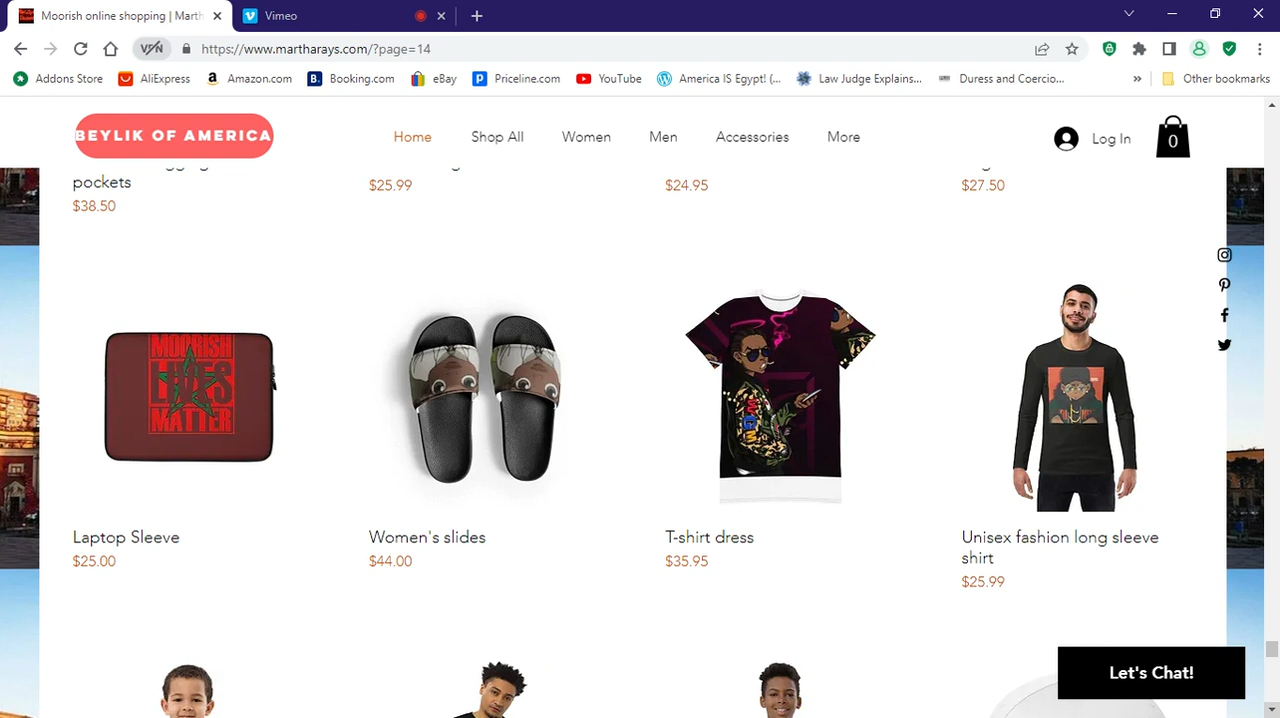 Moorish online shopping | Marth
Vimeo
VPN
https://www.martharays.com/?page=14
Addons Store
AliExpress
Amazon.com
Booking.com
eBay
Priceline.com
YouTube
America IS Egypt! (...
Law Judge Explains...
Duress and Coercio...
»
Other bookmarks
BEYLIK OF AMERICA
Home
Shop All
Women
Men
Accessories
More
Log In
0
pockets
$38.50
$25.99
$24.95
$27.50
MOORISH
LIVES
MATTER
Laptop Sleeve
$25.00
Women's slides
$44.00
T-shirt dress
$35.95
Unisex fashion long sleeve
shirt
$25.99
Let's Chat!